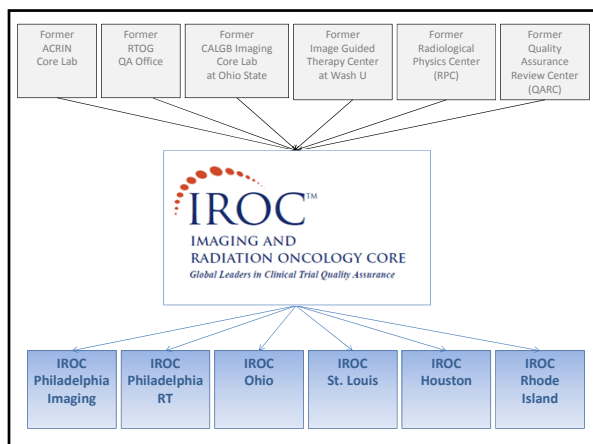 Former
ACRIN
Core Lab
Former
RTOG
QA Office
Former
CALGB Imaging
Core Lab
at Ohio State
Former
Image Guided
Therapy Center
at Wash U
Former
Radiological
Physics Center
(RPC)
Former
Quality
Assurance
Review Center
(QARC)
IROC™
IMAGING AND
RADIATION ONCOLOGY CORE
Global Leaders in Clinical Trial Quality Assurance
IROC
Philadelphia
Imaging
IROC
Philadelphia
RT
IROC
Ohio
IROC
St. Louis
IROC
Houston
IROC
Rhode
Island